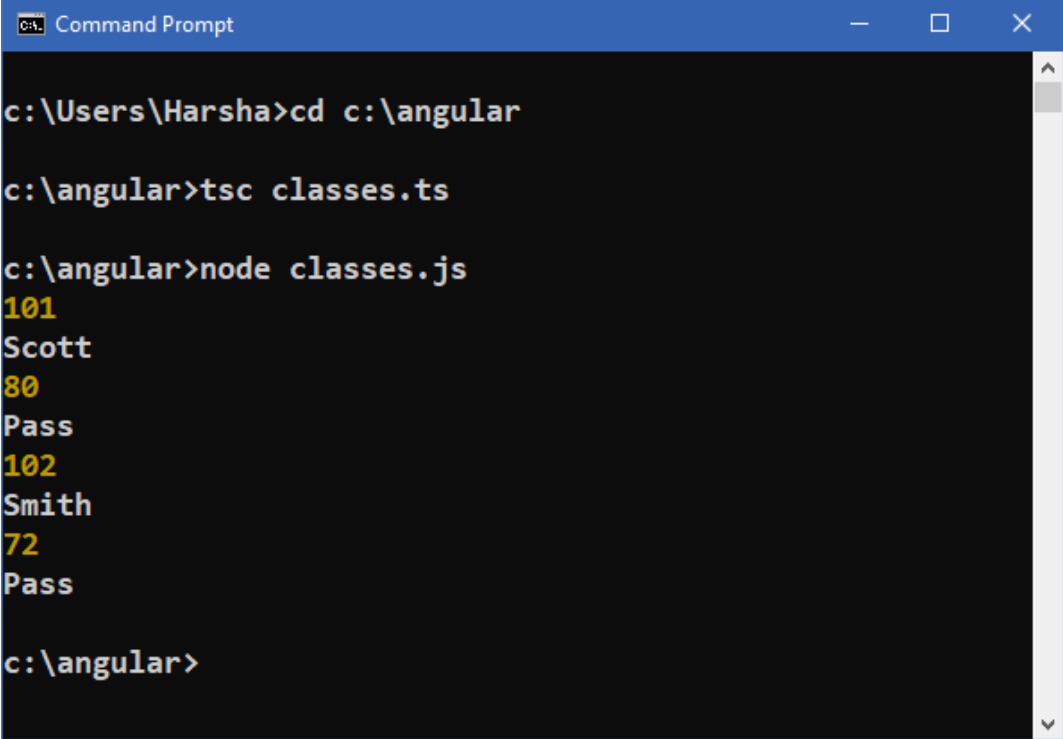 Command Prompt
c:\Users\Harsha>cd c:\angular
c:\angular>tsc classes.ts
c:\angular>node classes.js
101
Scott
80
Pass
102
Smith
72
Pass
c:\angular>